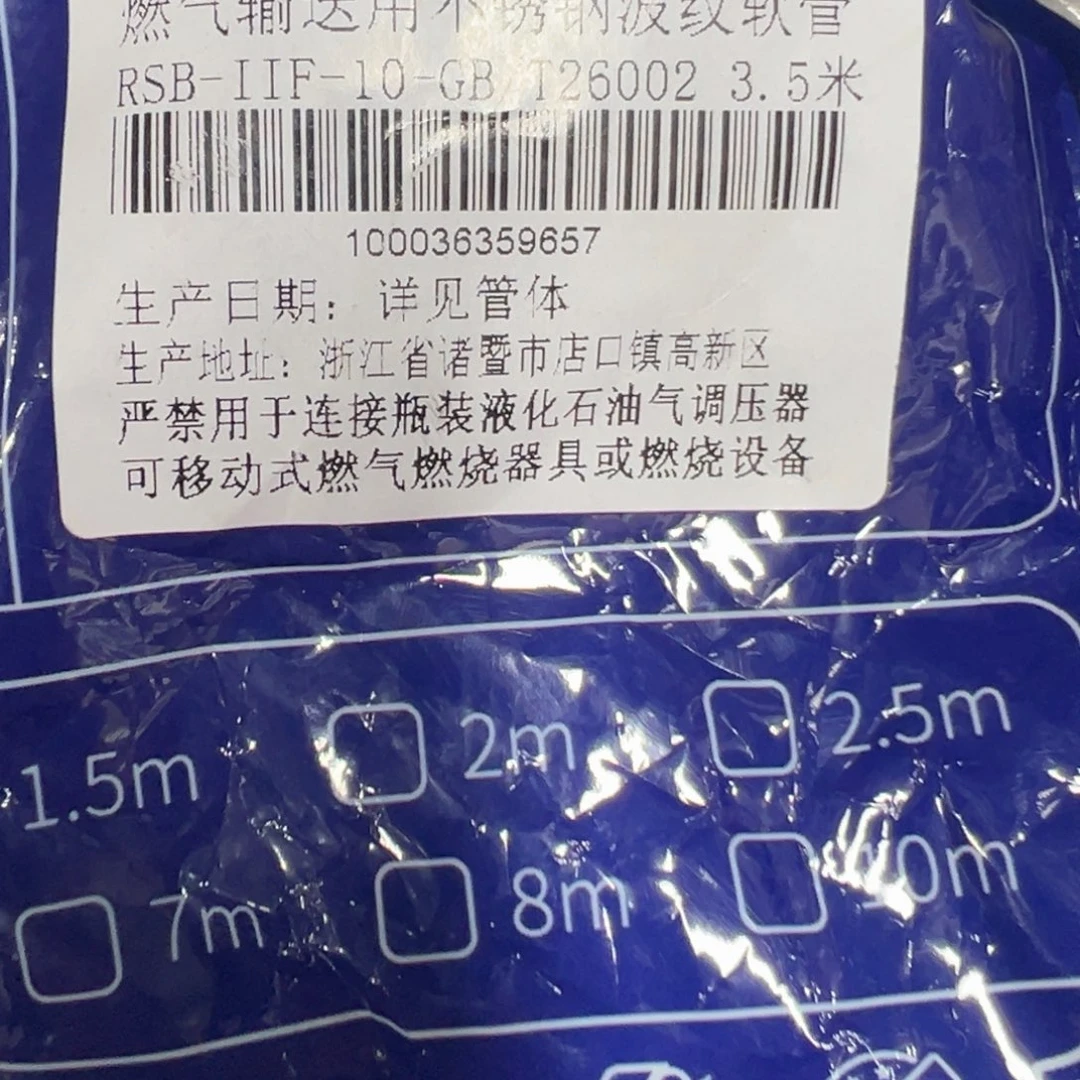 燃气输送用不锈钢波纹软管
RSB-IIF-10-GB/T26002 3.5米
100036359657
生产日期：详见管体
生产地址：浙江省诸暨市店口镇高新区
严禁用于连接瓶装液化石油气调压器
可移动式燃气燃烧器具或燃烧设备
1.5m 2m 2.5m
7m 8m 10m